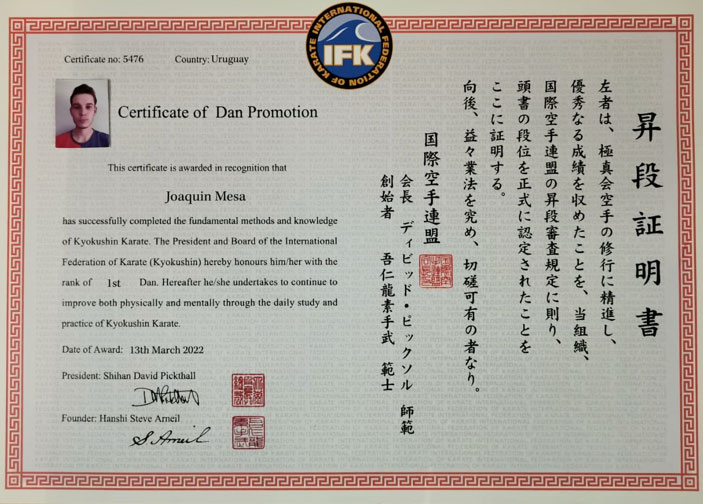 INTERNATIONAL FEDERATION OF KARATE
IFK
Certificate no: 5476 Country: Uruguay
Certificate of Dan Promotion
This certificate is awarded in recognition that
Joaquin Mesa
has successfully completed the fundamental methods and knowledge
of Kyokushin Karate. The President and Board of the International
Federation of Karate (Kyokushin) hereby honours him/her with the
rank of 1st Dan. Hereafter he/she undertakes to continue to
improve both physically and mentally through the daily study and
practice of Kyokushin Karate.
Date of Award: 13th March 2022
President: Shihan David Pickthall
Founder: Hanshi Steve Arneil
S. Arneil
昇段証明書
左者は、極真会空手の修行に精進し、
優秀なる成績を収めたことを、当組織、
国際空手連盟の昇段審査規定に則り、
頭書の段位を正式に認定されたことを
ここに証明する。
向後、益々業法を究め、切磋可有の者なり。
国際空手連盟
会長 ディビッド・ピックソル 師範
創始者 吾仁龍素手武 範士